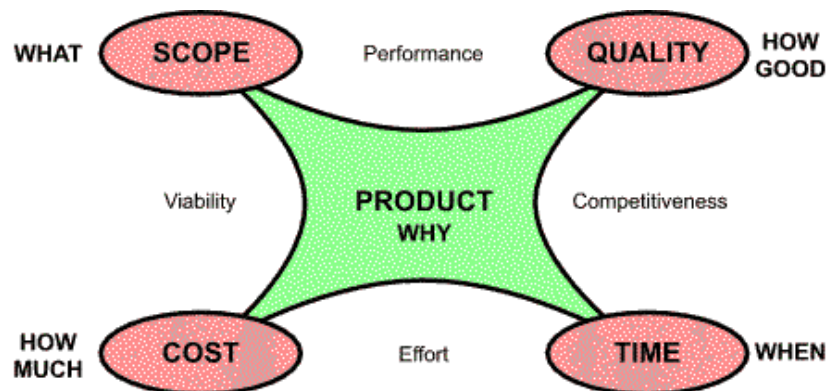 WHAT
SCOPE
Performance
QUALITY
HOW
GOOD
Viability
PRODUCT
WHY
Competitiveness
HOW
MUCH
COST
Effort
TIME
WHEN